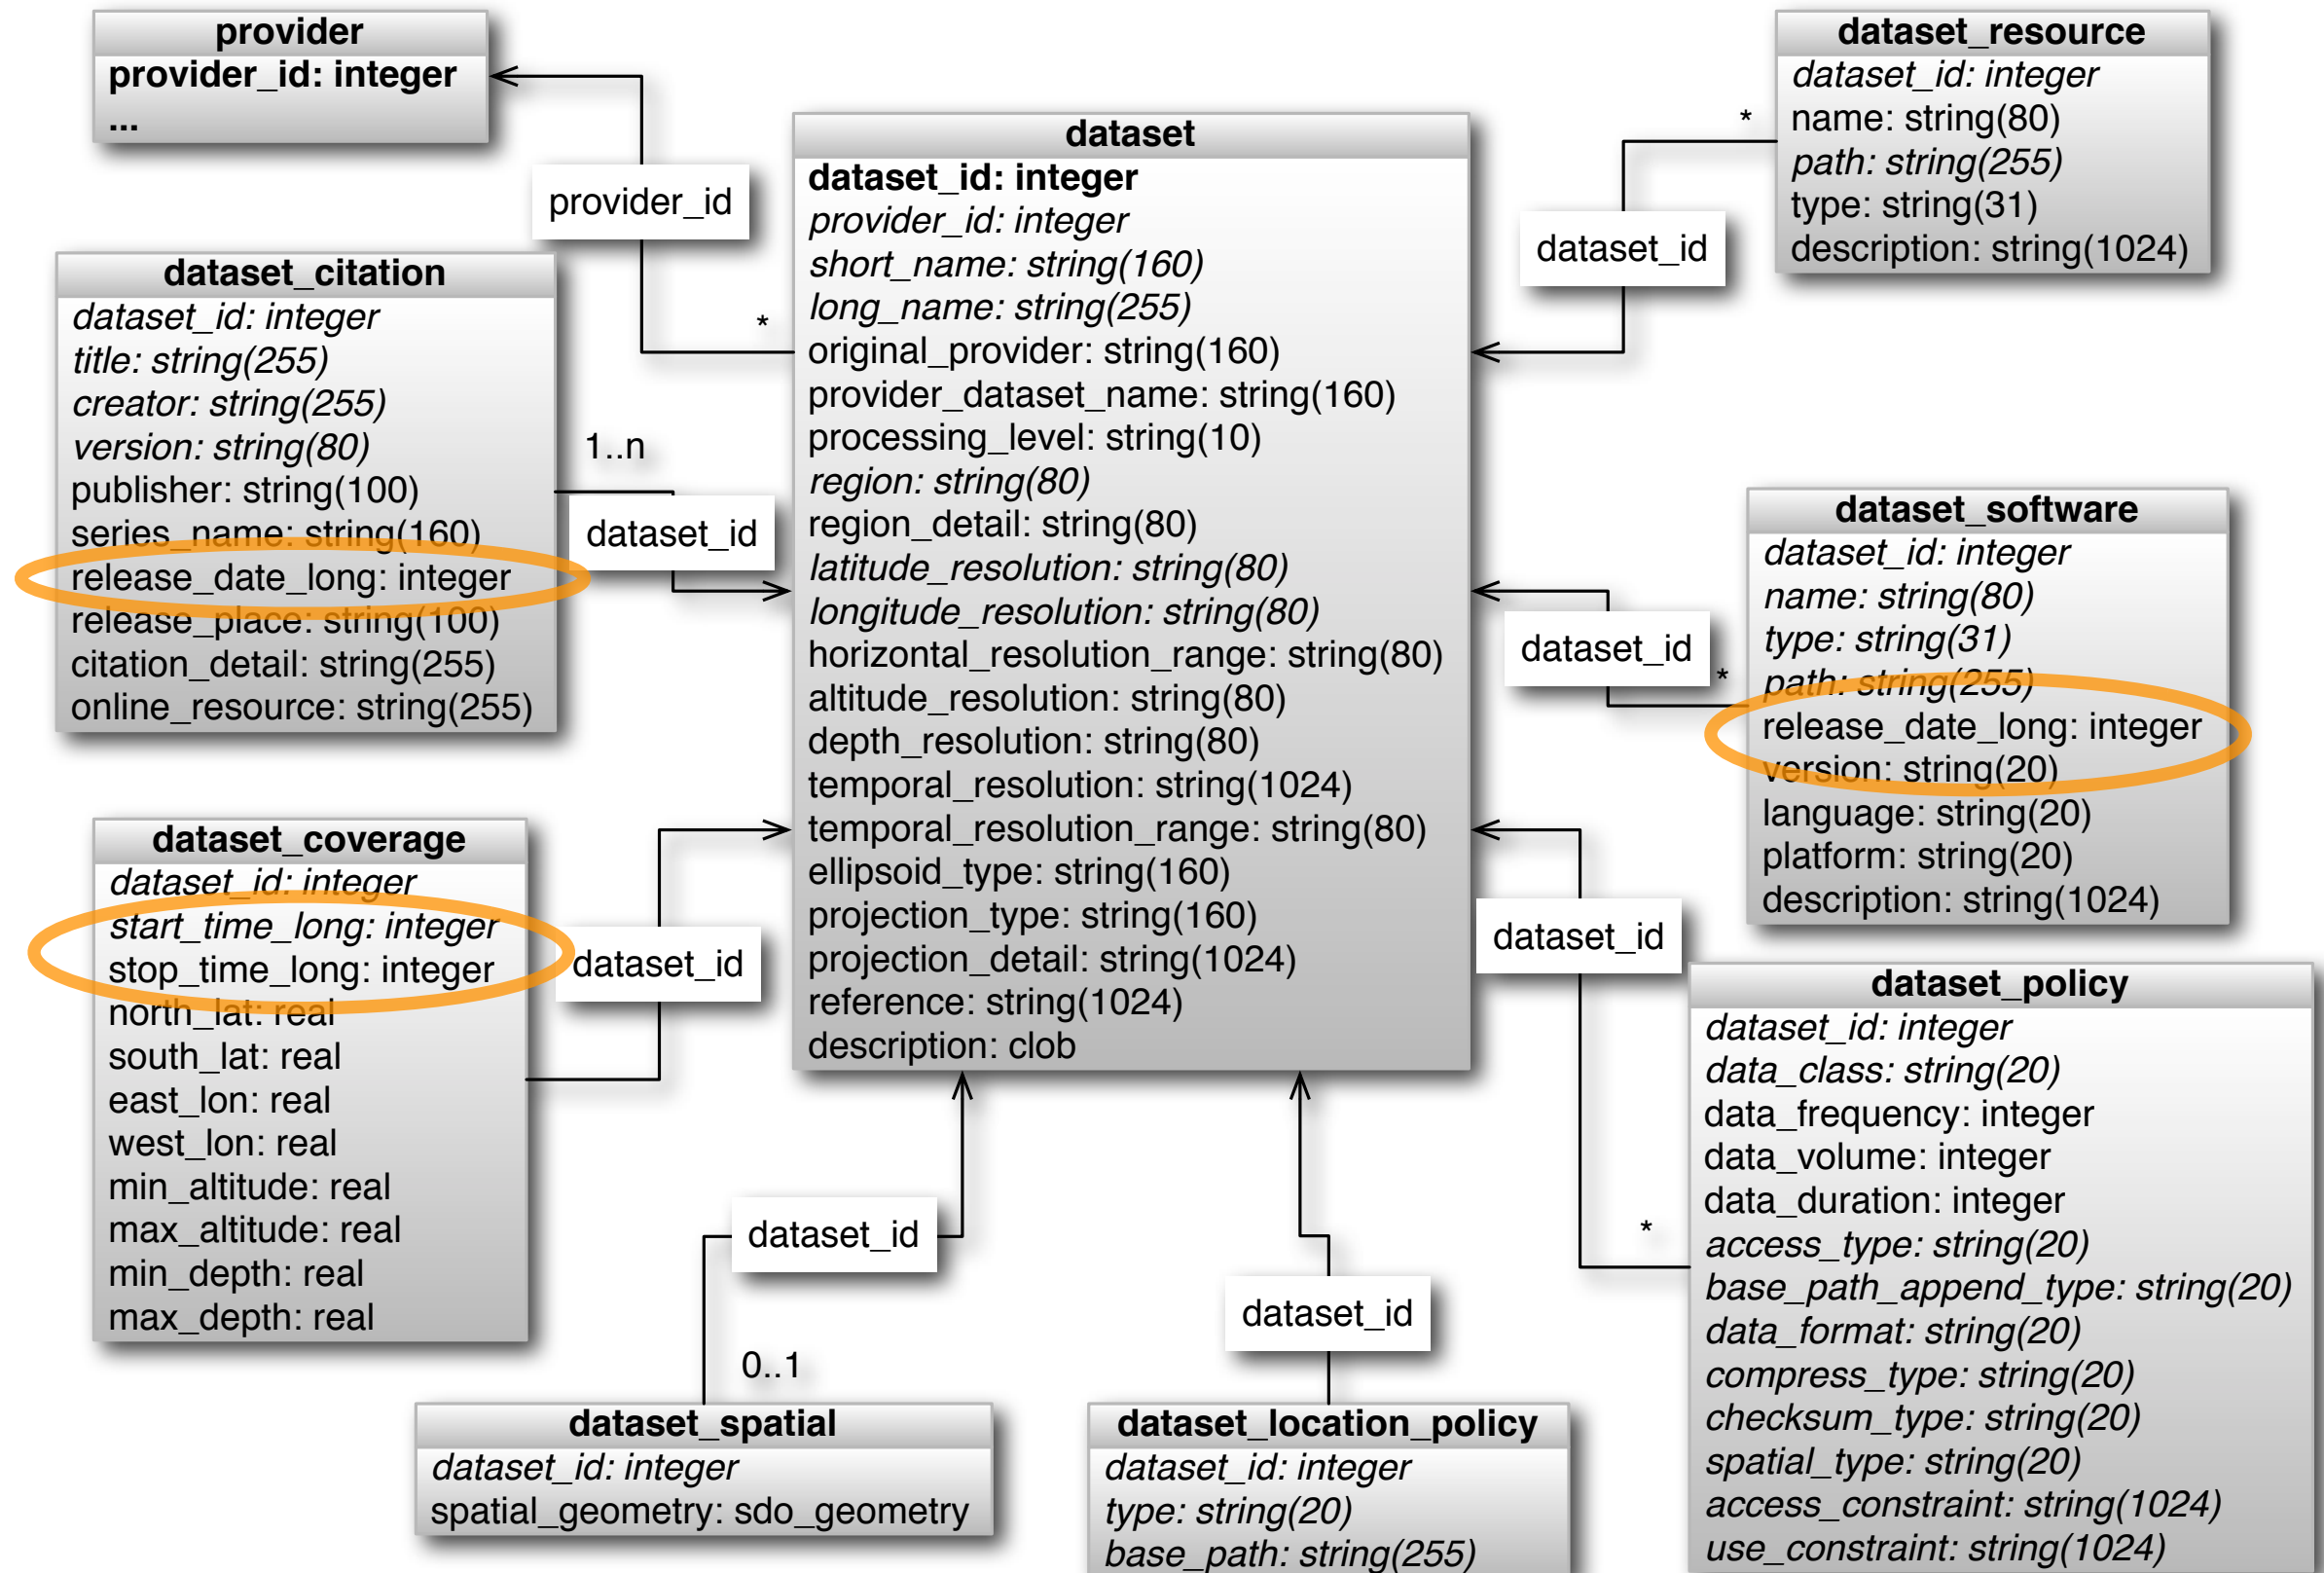 provider
provider_id: integer
...
provider_id
*
dataset_citation
dataset_id: integer
title: string(255)
creator: string(255)
version: string(80)
publisher: string(100)
series_name: string(160)
release_date_long: integer
release_place: string(100)
citation_detail: string(255)
online_resource: string(255)
1..n
dataset_id
dataset_coverage
dataset_id: integer
start_time_long: integer
stop_time_long: integer
north_lat: real
south_lat: real
east_lon: real
west_lon: real
min_altitude: real
max_altitude: real
min_depth: real
max_depth: real
dataset_id
dataset
dataset_id: integer
provider_id: integer
short_name: string(160)
long_name: string(255)
original_provider: string(160)
provider_dataset_name: string(160)
processing_level: string(10)
region: string(80)
region_detail: string(80)
latitude_resolution: string(80)
longitude_resolution: string(80)
horizontal_resolution_range: string(80)
altitude_resolution: string(80)
depth_resolution: string(80)
temporal_resolution: string(1024)
temporal_resolution_range: string(80)
ellipsoid_type: string(160)
projection_type: string(160)
projection_detail: string(1024)
reference: string(1024)
description: clob
dataset_id
0..1
dataset_spatial
dataset_id: integer
spatial_geometry: sdo_geometry
dataset_id
dataset_location_policy
dataset_id: integer
type: string(20)
base_path: string(255)
dataset_resource
dataset_id: integer
name: string(80)
path: string(255)
type: string(31)
description: string(1024)
*
dataset_id
dataset_software
dataset_id: integer
name: string(80)
type: string(31)
path: string(255)
release_date_long: integer
version: string(20)
language: string(20)
platform: string(20)
description: string(1024)
dataset_id
*
dataset_id
*
dataset_policy
dataset_id: integer
data_class: string(20)
data_frequency: integer
data_volume: integer
data_duration: integer
access_type: string(20)
base_path_append_type: string(20)
data_format: string(20)
compress_type: string(20)
checksum_type: string(20)
spatial_type: string(20)
access_constraint: string(1024)
use_constraint: string(1024)